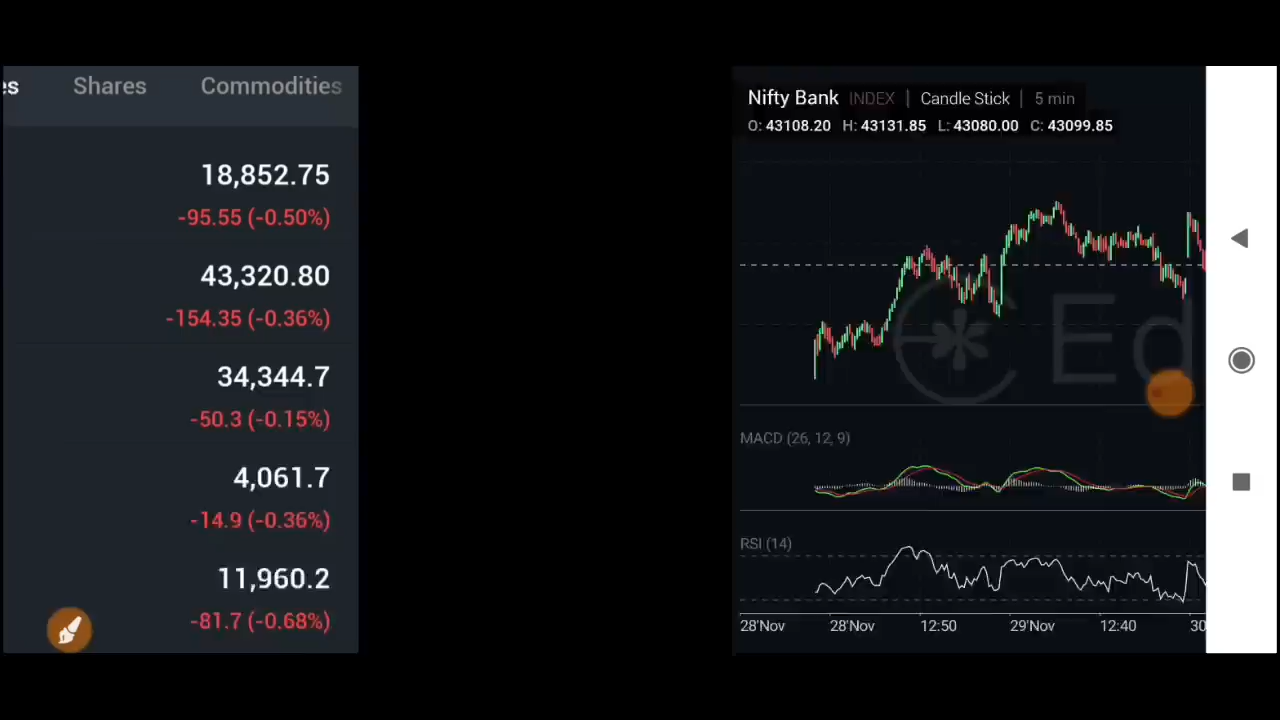 es Shares Commodities
18,852.75
-95.55 (-0.50%)
43,320.80
-154.35 (-0.36%)
34,344.7
-50.3 (-0.15%)
4,061.7
-14.9 (-0.36%)
11,960.2
-81.7 (-0.68%)
Nifty Bank INDEX | Candle Stick | 5 min
O: 43108.20 H: 43131.85 L: 43080.00 C: 43099.85
Ed
MACD (26, 12, 9)
RSI (14)
28'Nov 28'Nov 12:50 29'Nov 12:40 30